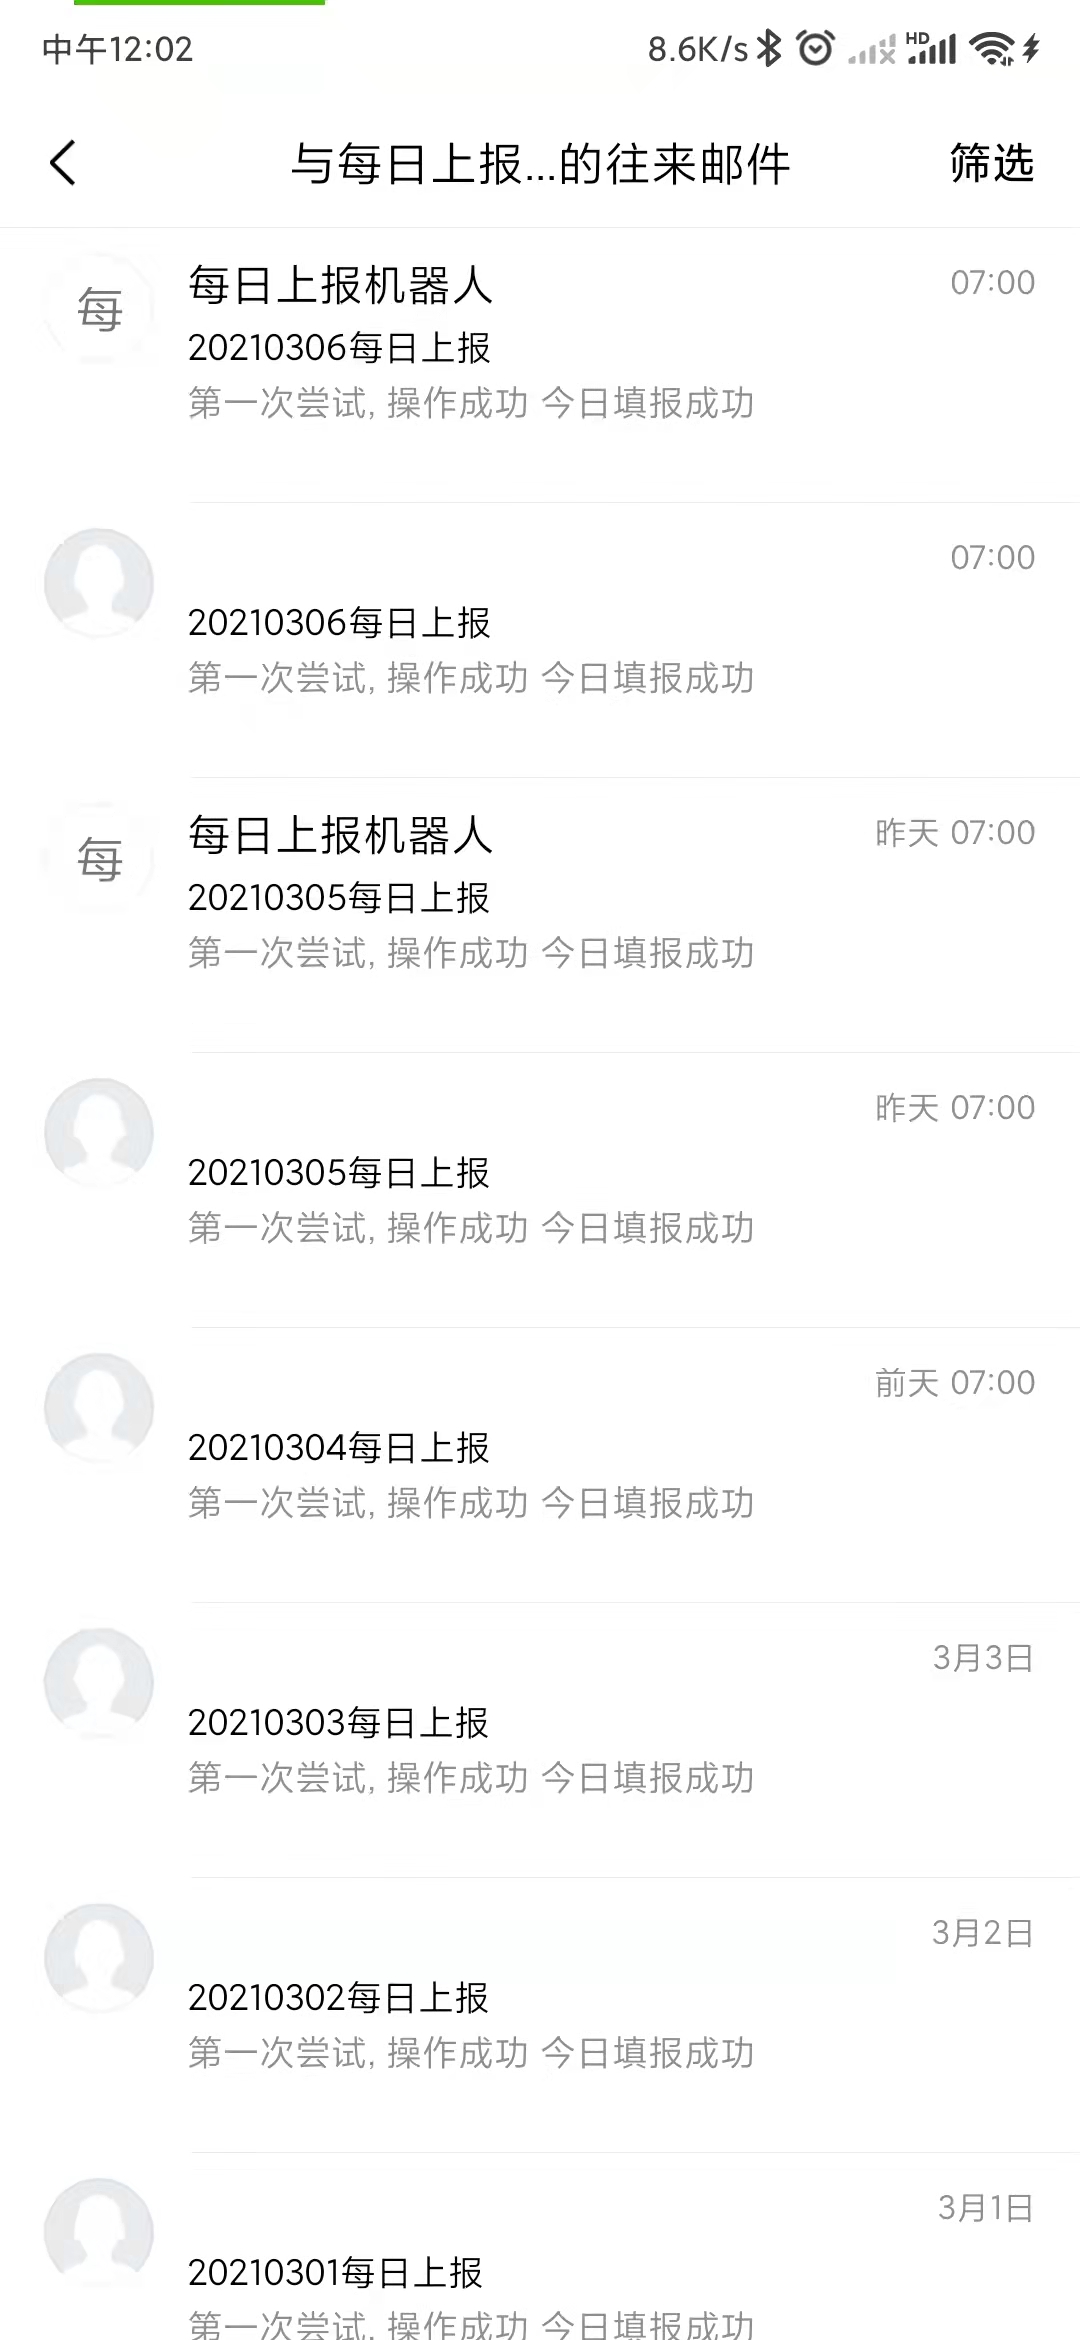 中午12:02
8.6K/s
HD
与每日上报...的往来邮件
筛选
每
每日上报机器人
07:00
20210306每日上报
第一次尝试, 操作成功 今日填报成功
07:00
20210306每日上报
第一次尝试, 操作成功 今日填报成功
每
每日上报机器人
昨天 07:00
20210305每日上报
第一次尝试, 操作成功 今日填报成功
昨天 07:00
20210305每日上报
第一次尝试, 操作成功 今日填报成功
前天 07:00
20210304每日上报
第一次尝试, 操作成功 今日填报成功
3月3日
20210303每日上报
第一次尝试, 操作成功 今日填报成功
3月2日
20210302每日上报
第一次尝试, 操作成功 今日填报成功
3月1日
20210301每日上报
第一次尝试, 操作成功 今日填报成功